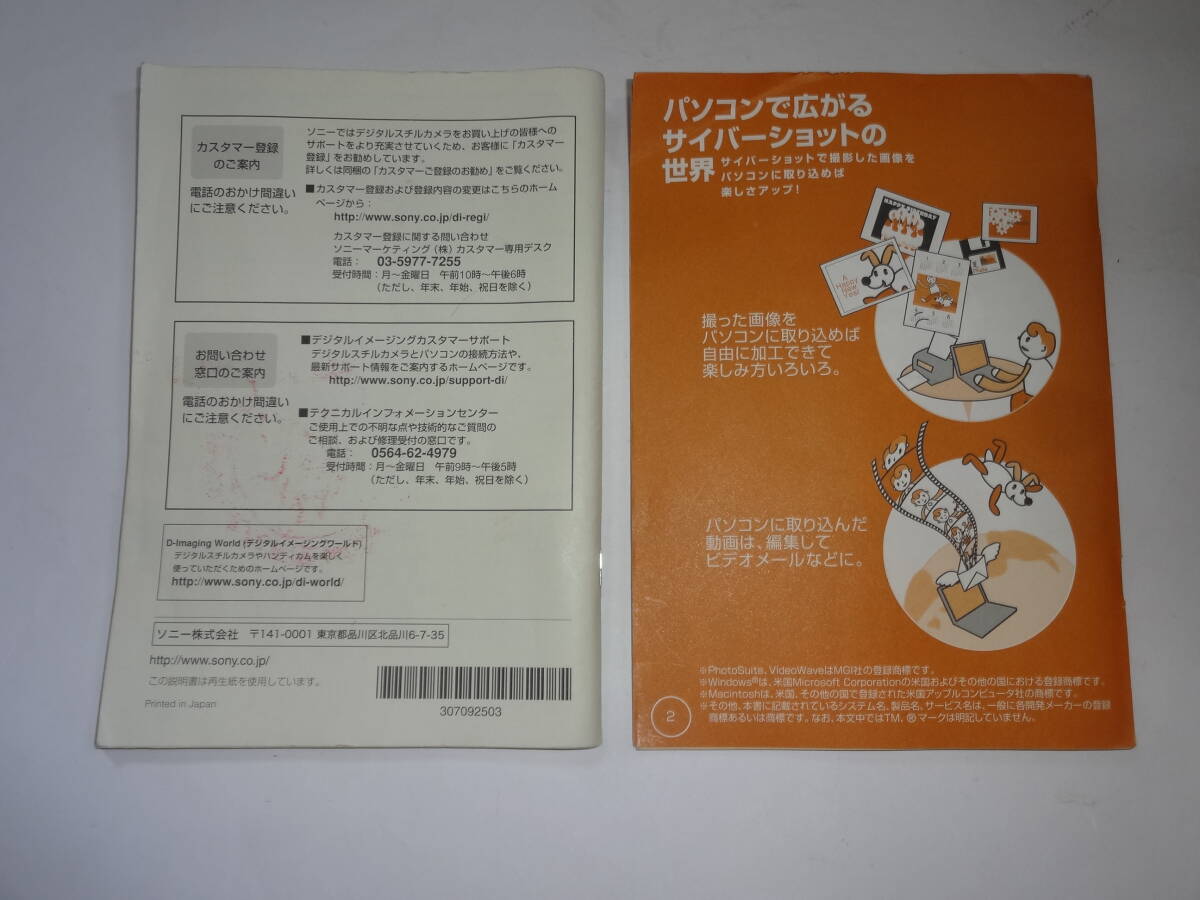 カスタマー登録
のご案内
電話のおかけ間違い
にご注意ください。
ソニーではデジタルスチルカメラをお買い上げの皆様への
サポートをより充実させていくため、お客様に「カスタマー
登録」をお勧めしています。
詳しくは同梱の「カスタマーご登録のお勧め」をご覧ください。
■カスタマー登録および登録内容の変更はこちらのホーム
ページから：
http://www.sony.co.jp/di-regi/
カスタマー登録に関する問い合わせ
ソニーマーケティング（株）カスタマー専用デスク
電話： 03-5977-7255
受付時間：月～金曜日 午前10時～午後6時
（ただし、年末、年始、祝日を除く）
お問い合わせ
窓口のご案内
電話のおかけ間違い
にご注意ください。
■デジタルイメージングカスタマーサポート
デジタルスチルカメラとパソコンの接続方法や、
最新サポート情報をご案内するホームページです。
http://www.sony.co.jp/support-di/
■テクニカルインフォメーションセンター
ご使用上での不明な点や技術的なご質問の
ご相談、および修理受付の窓口です。
電話： 0564-62-4979
受付時間：月～金曜日 午前9時～午後5時
（ただし、年末、年始、祝日を除く）
D-Imaging World (デジタルイメージングワールド)
デジタルスチルカメラやハンディカムを楽しく
使っていただくためのホームページです。
http://www.sony.co.jp/di-world/
ソニー株式会社 〒141-0001 東京都品川区北品川6-7-35
http://www.sony.co.jp/
この説明書は再生紙を使用しています。
Printed in Japan
307092503
パソコンで広がる
サイバーショットの
世界
サイバーショットで撮影した画像を
パソコンに取り込めば
楽しさアップ！
HAPPY BIRTHDAY
A
Happy
New
Year
撮った画像を
パソコンに取り込めば
自由に加工できて
楽しみ方いろいろ。
パソコンに取り込んだ
動画は、編集して
ビデオメールなどに。
※PhotoSuite、VideoWaveはMGI社の登録商標です。
※Windows®は、米国Microsoft Corporationの米国およびその他の国における登録商標です。
※Macintoshは、米国、その他の国で登録された米国アップルコンピュータ社の商標です。
※その他、本書に記載されているシステム名、製品名、サービス名は、一般に各開発メーカーの登録
商標あるいは商標です。なお、本文中ではTM、®マークは明記していません。
2